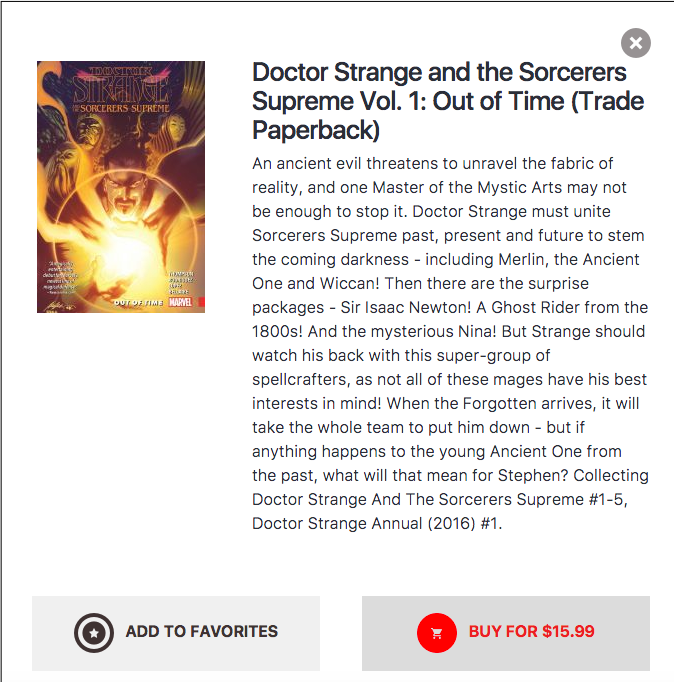 Doctor Strange and the Sorcerers
Supreme Vol. 1: Out of Time (Trade
Paperback)
An ancient evil threatens to unravel the fabric of
reality, and one Master of the Mystic Arts may not
be enough to stop it. Doctor Strange must unite
Sorcerers Supreme past, present and future to stem
the coming darkness - including Merlin, the Ancient
One and Wiccan! Then there are the surprise
packages - Sir Isaac Newton! A Ghost Rider from the
1800s! And the mysterious Nina! But Strange should
watch his back with this super-group of
spellcrafters, as not all of these mages have his best
interests in mind! When the Forgotten arrives, it will
take the whole team to put him down - but if
anything happens to the young Ancient One from
the past, what will that mean for Stephen? Collecting
Doctor Strange And The Sorcerers Supreme #1-5,
Doctor Strange Annual (2016) #1.
DOCTOR
STRANGE
SORCERERS SUPREME
OUT OF TIME
MARVEL
ADD TO FAVORITES
BUY FOR $15.99